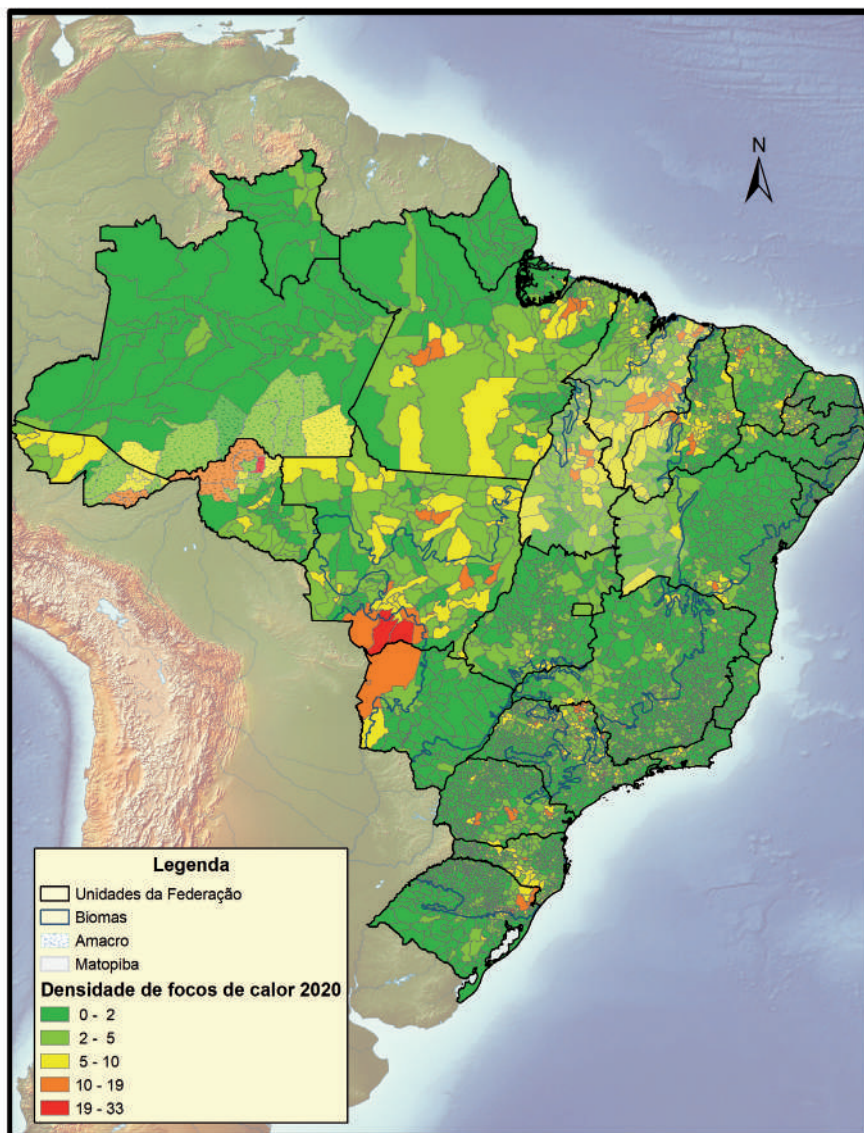 N
Legenda
Unidades da Federação
Biomas
Amacro
Matopiba
Densidade de focos de calor 2020
0 - 2
2 - 5
5 - 10
10 - 19
19 - 33